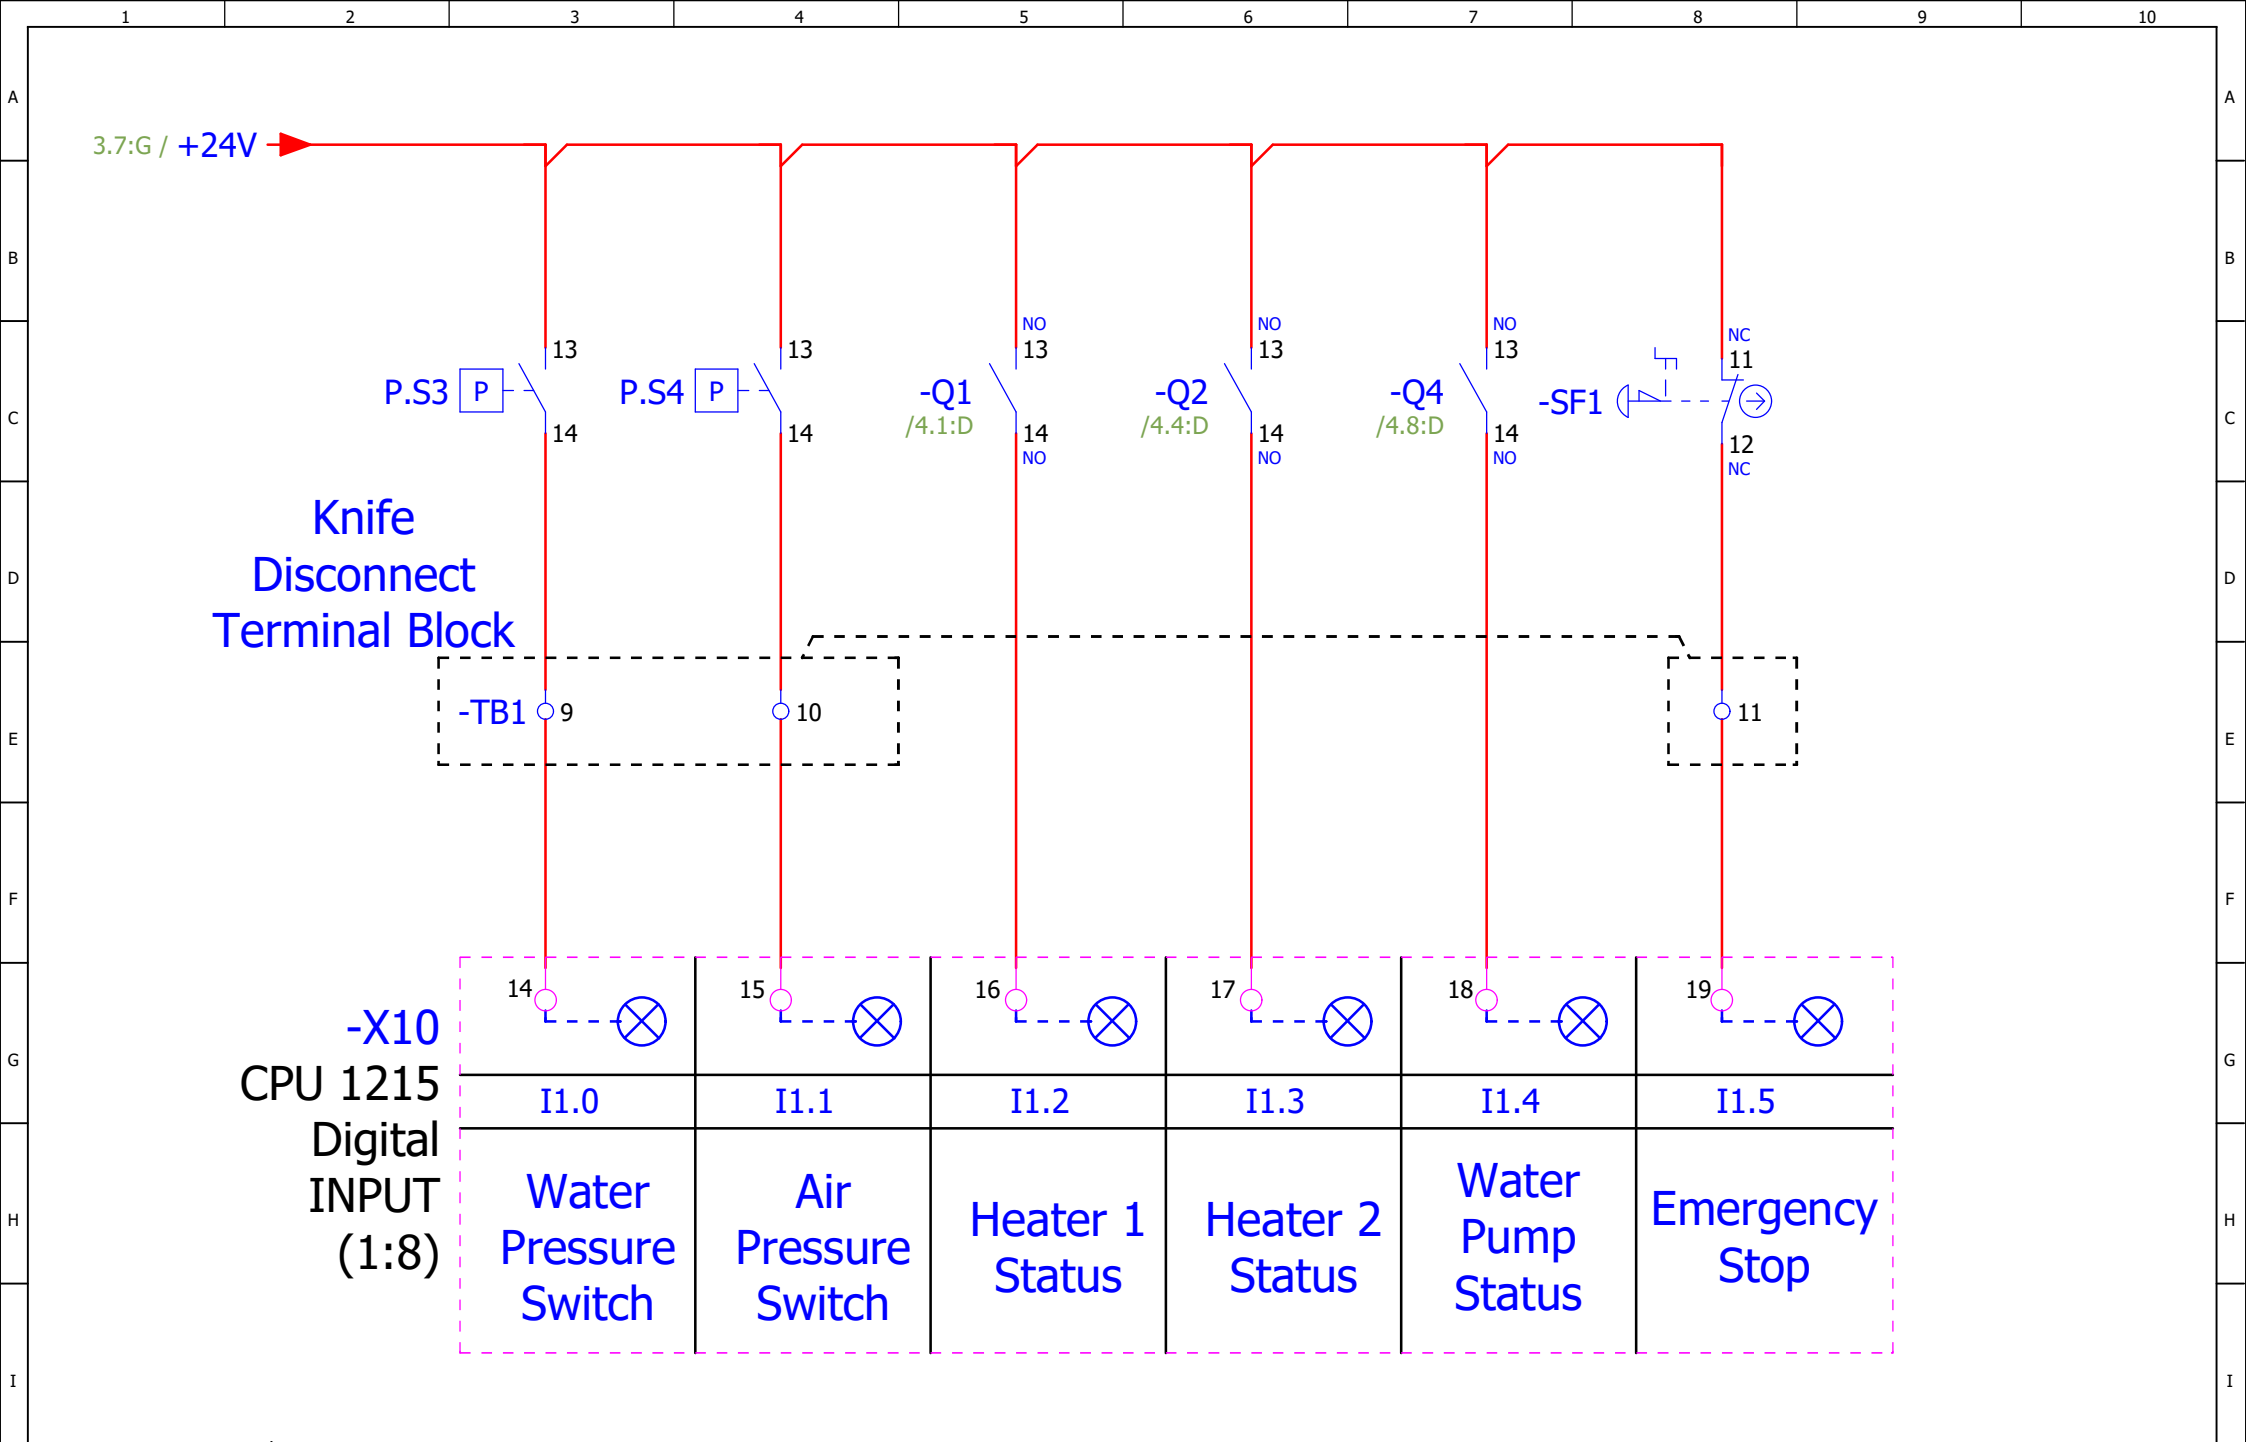 1 2 3 4 5 6 7 8 9 10
A A
3.7:G / +24V
B B
NO NO NO NC
13 13 13 13 13 11
P.S3 P P.S4 P -Q1 -Q2 -Q4 -SF1
/4.1:D /4.4:D /4.8:D
C C
14 14 14 14 14 12
NO NO NO NC
Knife
Disconnect
Terminal Block
D D
-TB1 9 10 11
E E
F F
14 15 16 17 18 19
-X10
CPU 1215
Digital
INPUT
(1:8)
G G
I1.0 I1.1 I1.2 I1.3 I1.4 I1.5
Water
Pressure
Switch
Air
Pressure
Switch
Heater 1
Status
Heater 2
Status
Water
Pump
Status
Emergency
Stop
H H
I I